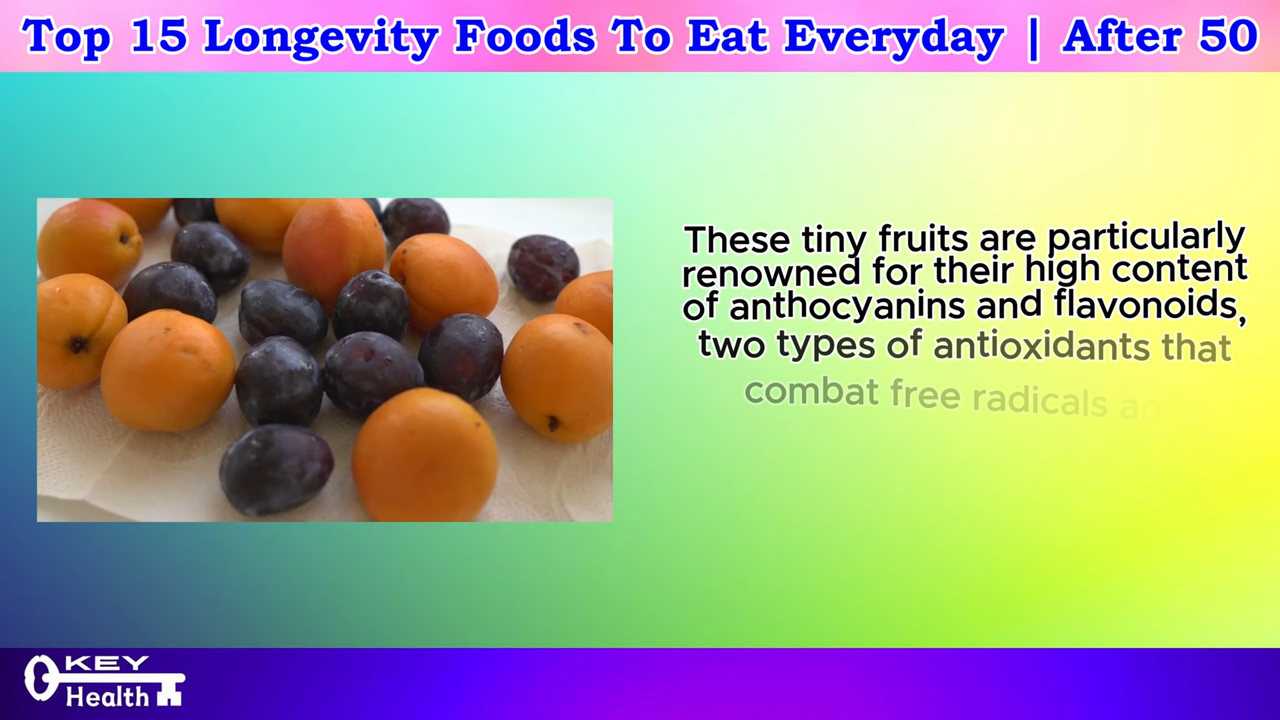 Top 15 Longevity Foods To Eat Everyday | After 50
These tiny fruits are particularly
renowned for their high content
of anthocyanins and flavonoids,
two types of antioxidants that
combat free radicals
KEY
Health